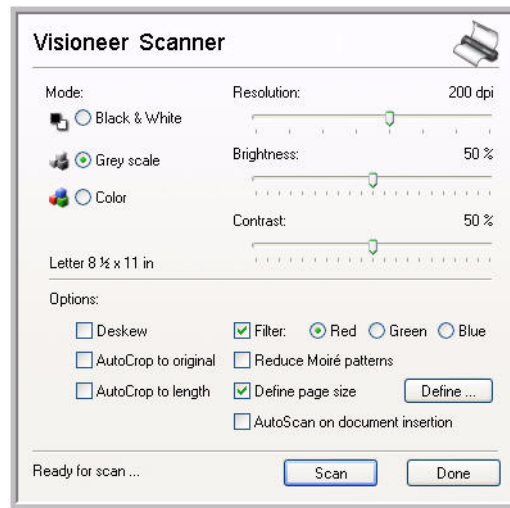 Visioneer Scanner
Mode:
Resolution: 200 dpi
Black & White
Grey scale
Brightness: 50 %
Color
Contrast: 50 %
Letter 8 ½ x 11 in
Options:
Deskew
Filter: Red Green Blue
AutoCrop to original
Reduce Moiré patterns
AutoCrop to length
Define page size Define ...
AutoScan on document insertion
Ready for scan ... Scan Done